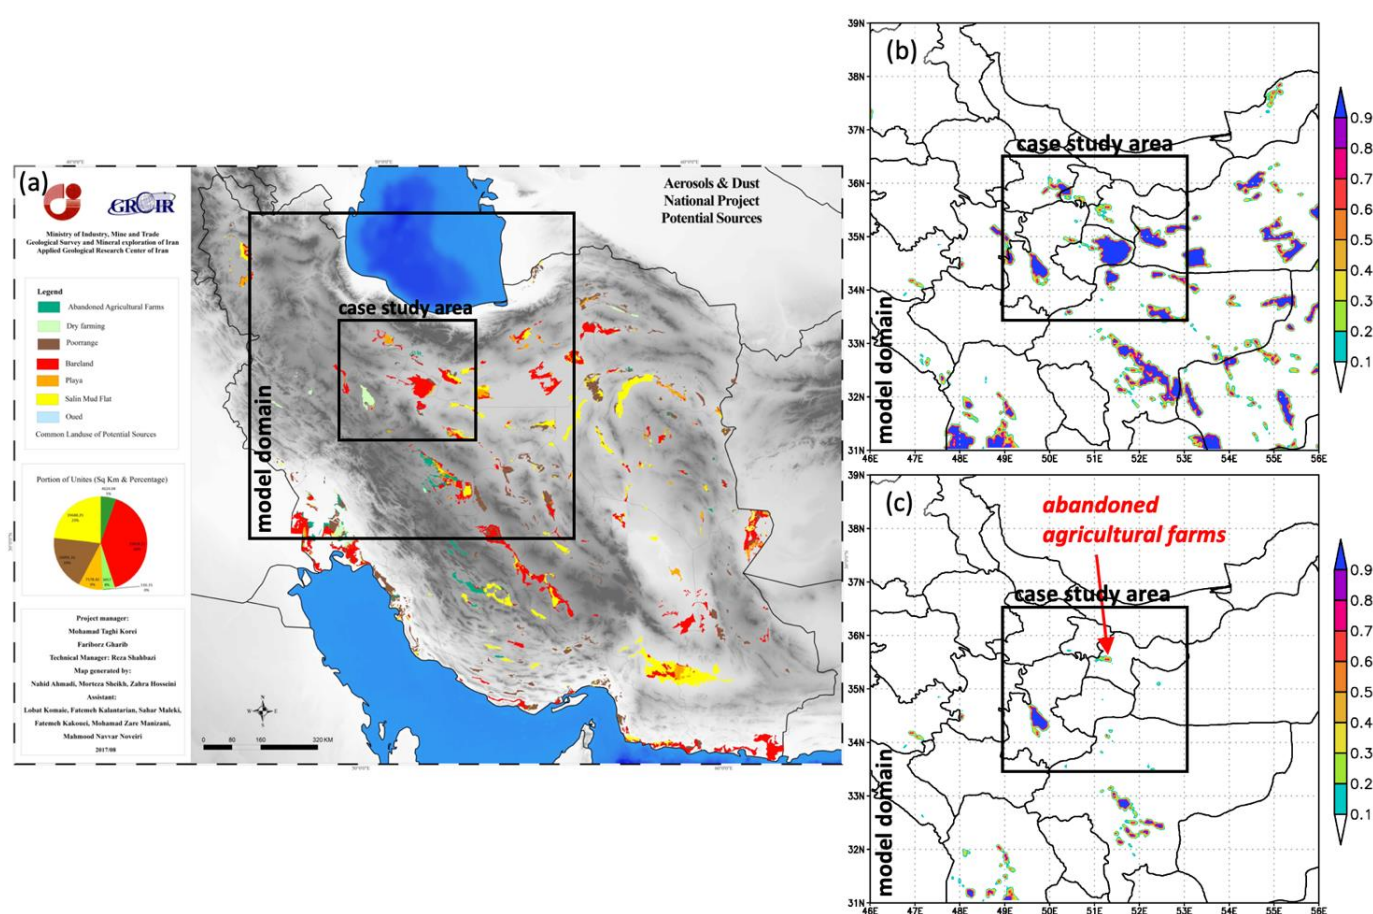 (a)
GRCIR
Ministry of Industry, Mine and Trade
Geological Survey and Mineral exploration of Iran
Applied Geological Research Center of Iran
Legend
Abandoned Agricultural Farms
Dry farming
Poorrange
Bareland
Playa
Salin Mud Flat
Oued
Common Landuse of Potential Sources
Portion of Unites (Sq Km & Percentage)
Project manager:
Mohamad Taghi Korei
Fariborz Gharib
Technical Manager: Reza Shahbazi
Map generated by:
Nahid Ahmadi, Morteza Sheikh, Zahra Hosseini
Assistant:
Lobat Komaie, Fatemeh Kalantarian, Sahar Maleki,
Fatemeh Kakouei, Mohamad Zare Manizani,
Mahmood Navvar Noveiri
2017/08
Aerosols & Dust
National Project
Potential Sources
case study area
model domain
N
W E
S
0 80 160 320 KM
(b)
39N
38N
37N
36N
35N
34N
33N
32N
31N
46E 47E 48E 49E 50E 51E 52E 53E 54E 55E 56E
case study area
model domain
0.9
0.8
0.7
0.6
0.5
0.4
0.3
0.2
0.1
(c)
39N
38N
37N
36N
35N
34N
33N
32N
31N
46E 47E 48E 49E 50E 51E 52E 53E 54E 55E 56E
abandoned
agricultural farms
case study area
model domain
0.9
0.8
0.7
0.6
0.5
0.4
0.3
0.2
0.1